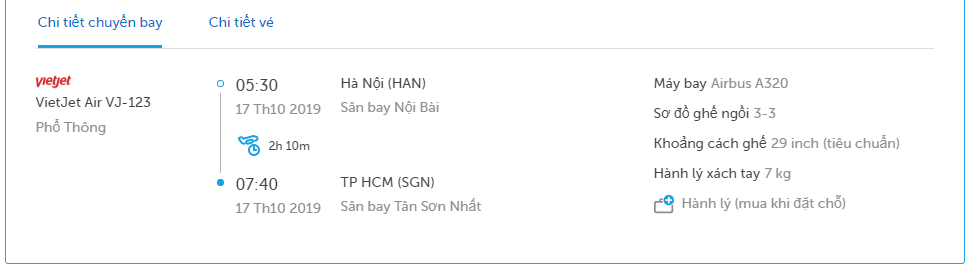 Chi tiết chuyến bay
Chi tiết vé
vietjet
VietJet Air VJ-123
Phổ Thông
05:30
17 Th10 2019
Hà Nội (HAN)
Sân bay Nội Bài
2h 10m
07:40
17 Th10 2019
TP HCM (SGN)
Sân bay Tân Sơn Nhất
Máy bay Airbus A320
Sơ đồ ghế ngồi 3-3
Khoảng cách ghế 29 inch (tiêu chuẩn)
Hành lý xách tay 7 kg
Hành lý (mua khi đặt chỗ)